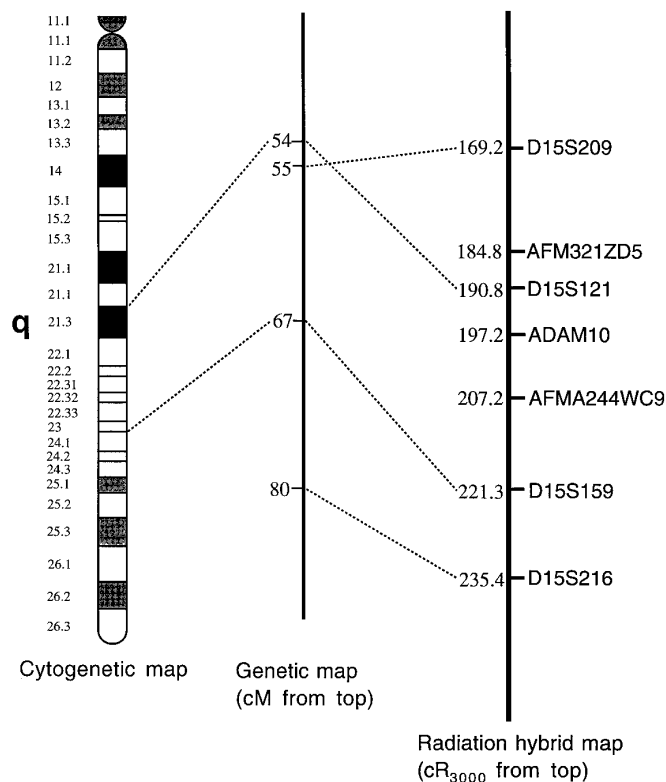 11.1
11.1
11.2
12
13.1
13.2
13.3
14
15.1
15.2
15.3
21.1
21.1
21.3
22.1
22.2
22.31
22.32
22.33
23
24.1
24.2
24.3
25.1
25.2
25.3
26.1
26.2
26.3
q
Cytogenetic map
54
55
67
80
Genetic map
(cM from top)
169.2 D15S209
184.8 AFM321ZD5
190.8 D15S121
197.2 ADAM10
207.2 AFMA244WC9
221.3 D15S159
235.4 D15S216
Radiation hybrid map
(cR3000 from top)